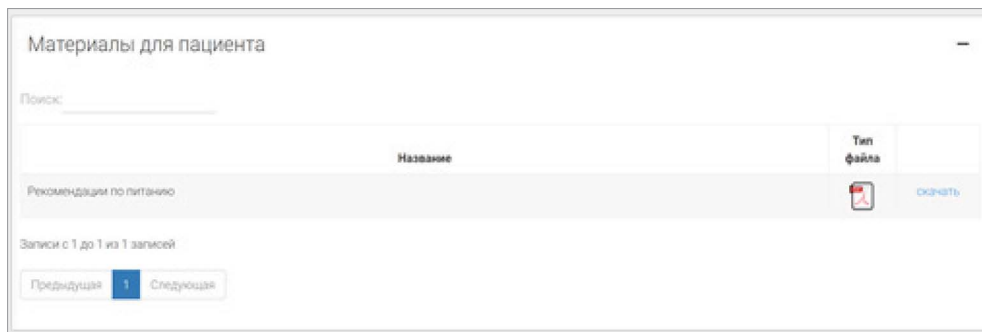 Материалы для пациента
Поиск:
Название
Тип
файла
Рекомендации по питанию
скачать
Записи с 1 до 1 из 1 записей
Предыдущая 1 Следующая